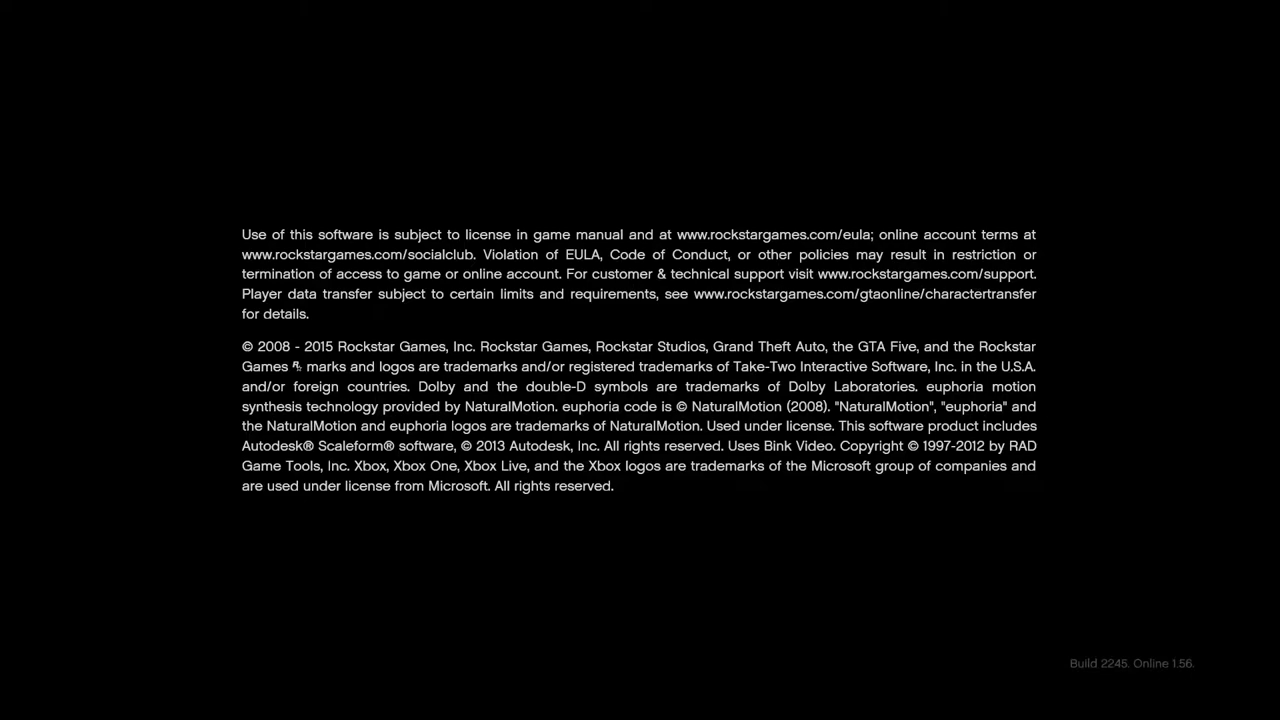 Use of this software is subject to license in game manual and at www.rockstargames.com/eula; online account terms at
www.rockstargames.com/socialclub. Violation of EULA, Code of Conduct, or other policies may result in restriction or
termination of access to game or online account. For customer & technical support visit www.rockstargames.com/support.
Player data transfer subject to certain limits and requirements, see www.rockstargames.com/gtaonline/charactertransfer
for details.
© 2008 - 2015 Rockstar Games, Inc. Rockstar Games, Rockstar Studios, Grand Theft Auto, the GTA Five, and the Rockstar
Games R* marks and logos are trademarks and/or registered trademarks of Take-Two Interactive Software, Inc. in the U.S.A.
and/or foreign countries. Dolby and the double-D symbols are trademarks of Dolby Laboratories. euphoria motion
synthesis technology provided by NaturalMotion. euphoria code is © NaturalMotion (2008). "NaturalMotion", "euphoria" and
the NaturalMotion and euphoria logos are trademarks of NaturalMotion. Used under license. This software product includes
Autodesk® Scaleform® software, © 2013 Autodesk, Inc. All rights reserved. Uses Bink Video. Copyright © 1997-2012 by RAD
Game Tools, Inc. Xbox, Xbox One, Xbox Live, and the Xbox logos are trademarks of the Microsoft group of companies and
are used under license from Microsoft. All rights reserved.
Build 2245. Online 1.56.